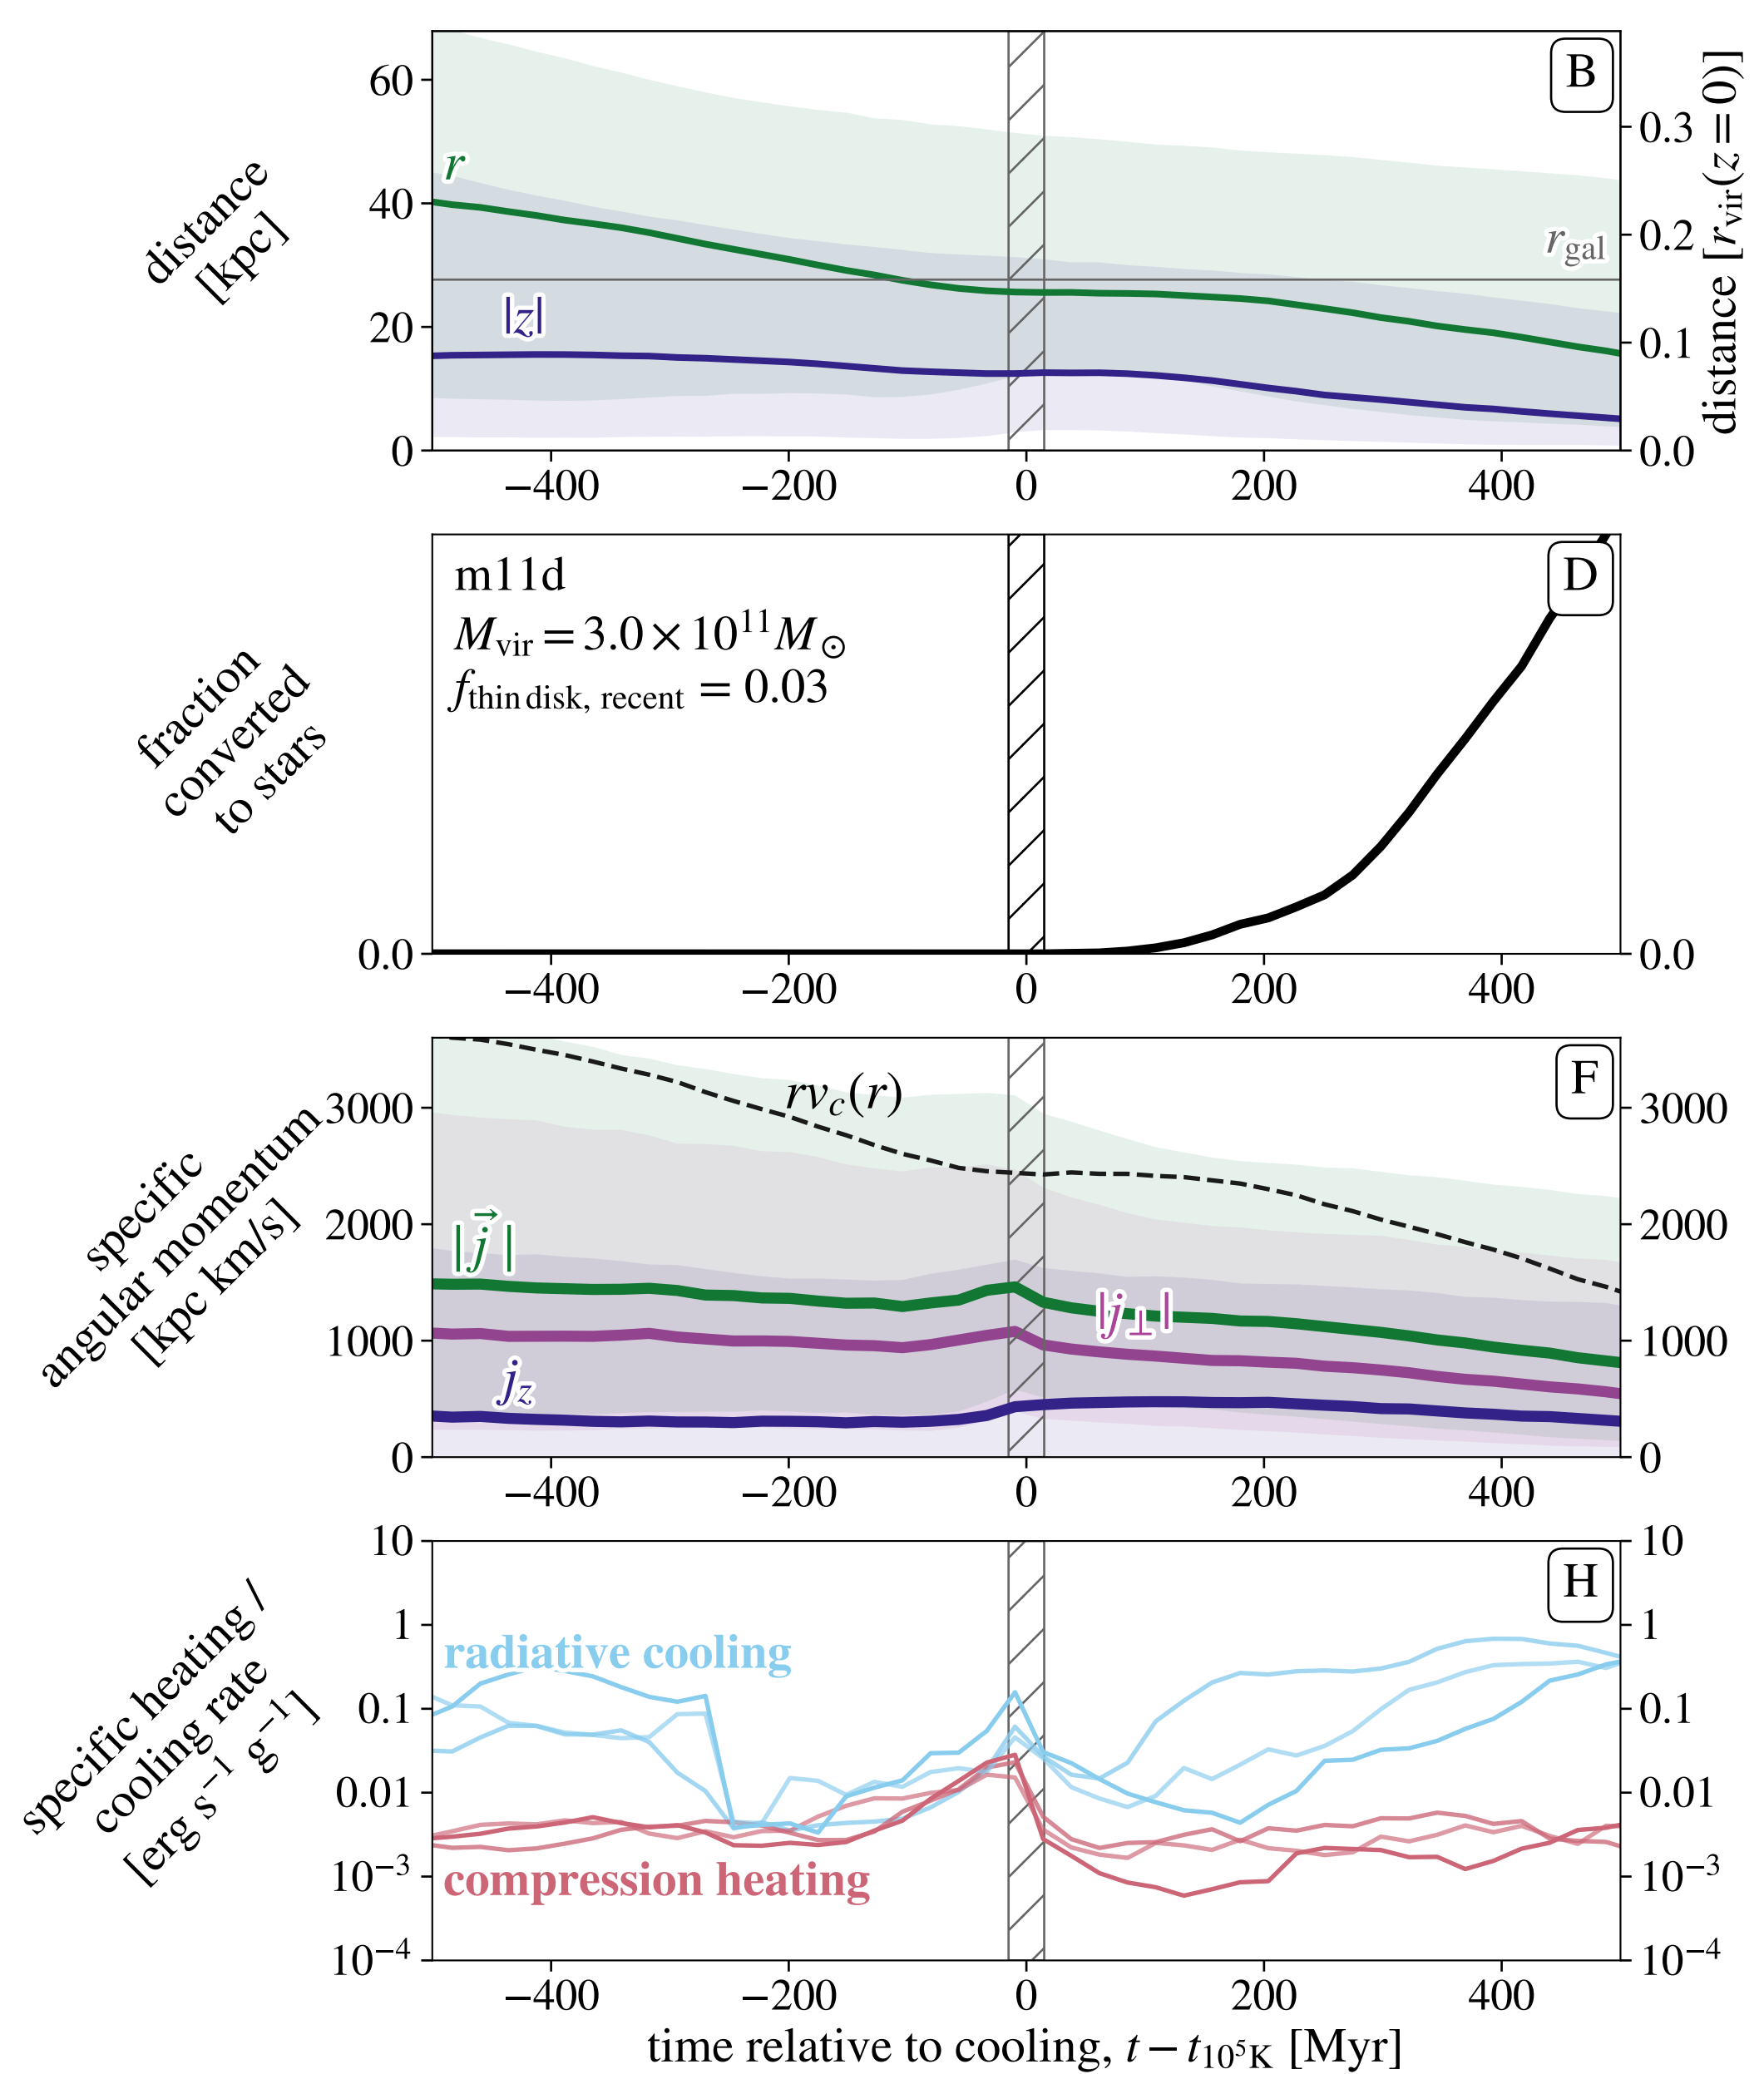 B
60
40
20
0
0.3
0.2
0.1
0.0
r
|z|
r_gal
distance
[kpc]
distance [r_vir(z = 0)]
−400 −200 0 200 400
D
m11d
M_vir = 3.0 × 10^11 M_⊙
f_thin disk, recent = 0.03
fraction
converted
to stars
0.0
0.0
−400 −200 0 200 400
F
3000
2000
1000
0
3000
2000
1000
0
rv_c(r)
|j⃗|
|j_⊥|
j_z
specific
angular momentum
[kpc km/s]
−400 −200 0 200 400
H
10
1
0.1
0.01
10^−3
10^−4
10
1
0.1
0.01
10^−3
10^−4
radiative cooling
compression heating
specific heating /
cooling rate
[erg s^−1 g^−1]
−400 −200 0 200 400
time relative to cooling, t − t_10^5K [Myr]